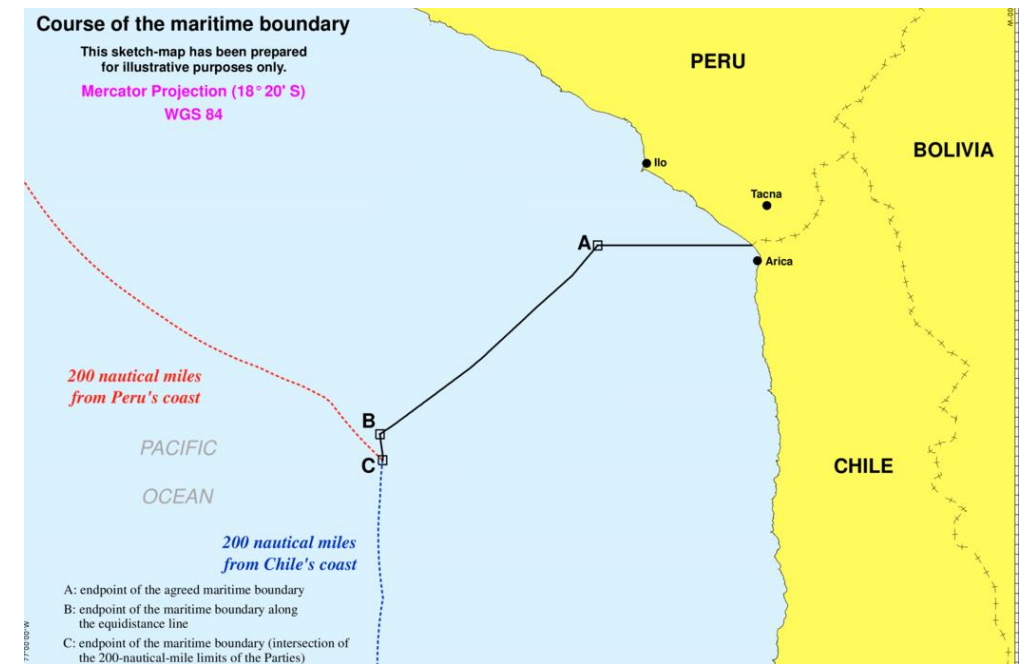 Course of the maritime boundary
This sketch-map has been prepared
for illustrative purposes only.
Mercator Projection (18° 20' S)
WGS 84
PERU
BOLIVIA
Ilo
Tacna
A
Arica
200 nautical miles
from Peru's coast
B
C
PACIFIC
OCEAN
CHILE
200 nautical miles
from Chile's coast
A: endpoint of the agreed maritime boundary
B: endpoint of the maritime boundary along
the equidistance line
C: endpoint of the maritime boundary (intersection of
the 200-nautical-mile limits of the Parties)
77°00'00"W